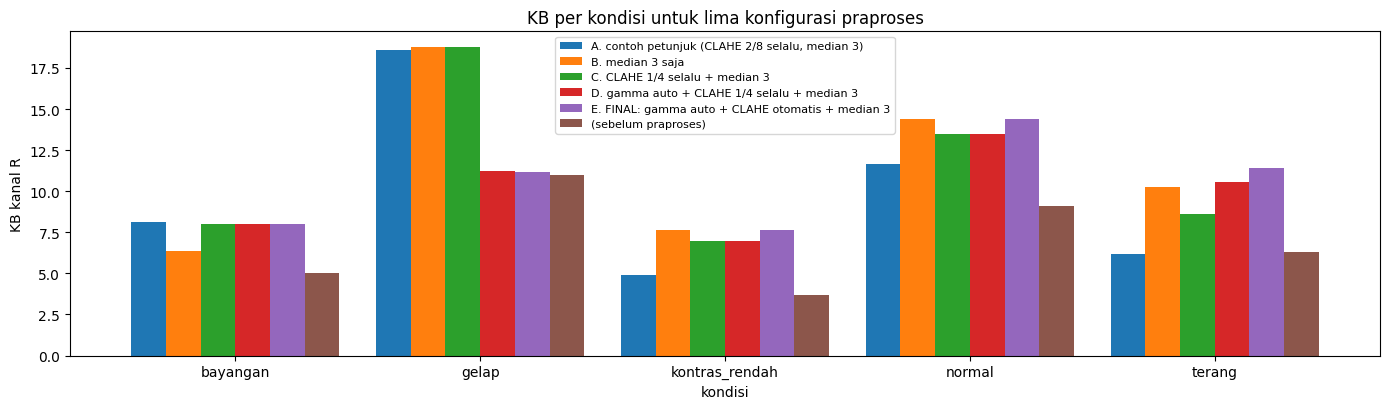 KB per kondisi untuk lima konfigurasi praproses
A. contoh petunjuk (CLAHE 2/8 selalu, median 3)
B. median 3 saja
C. CLAHE 1/4 selalu + median 3
D. gamma auto + CLAHE 1/4 selalu + median 3
E. FINAL: gamma auto + CLAHE otomatis + median 3
(sebelum praproses)
KB kanal R
17.5
15.0
12.5
10.0
7.5
5.0
2.5
0.0
bayangan
gelap
kontras_rendah
normal
terang
kondisi